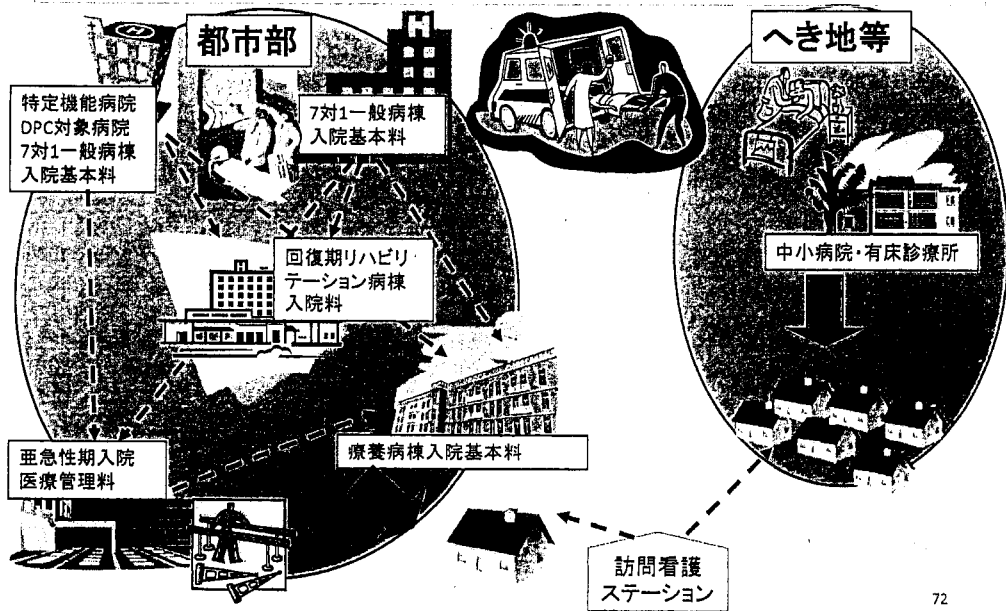 都市部
へき地等
特定機能病院
DPC対象病院
7対1一般病棟
入院基本料
7対1一般病棟
入院基本料
回復期リハビリ
テーション病棟
入院料
中小病院・有床診療所
亜急性期入院
医療管理料
療養病棟入院基本料
訪問看護
ステーション
72
H
H
H